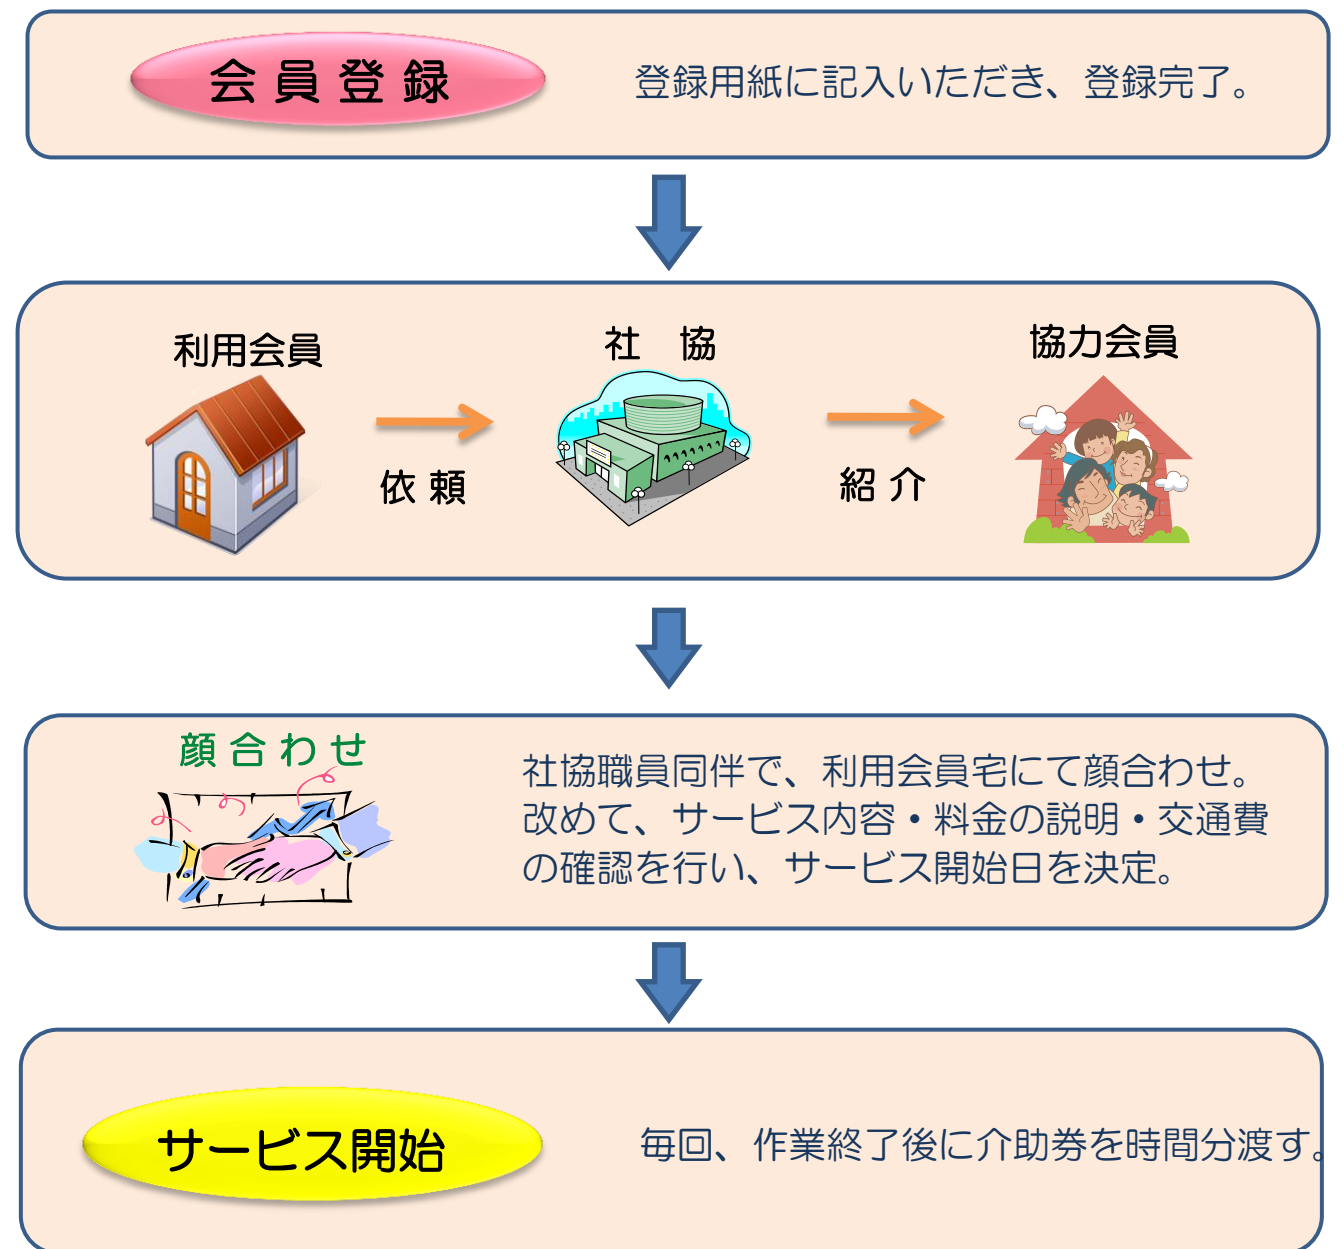 会員登録
登録用紙に記入いただき、登録完了。
利用会員
社　協
協力会員
依頼
紹介
顔合わせ
社協職員同伴で、利用会員宅にて顔合わせ。
改めて、サービス内容・料金の説明・交通費
の確認を行い、サービス開始日を決定。
サービス開始
毎回、作業終了後に介助券を時間分渡す。